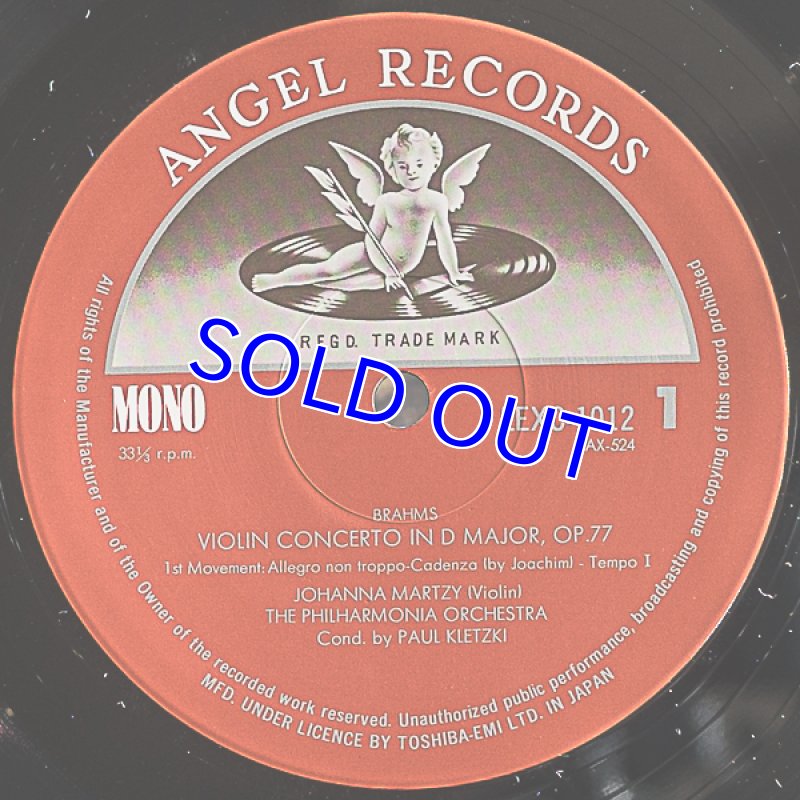 ANGEL RECORDS
REGD. TRADE MARK
SOLD OUT
MONO
33⅓ r.p.m.
1012
1
AX-524
BRAHMS
VIOLIN CONCERTO IN D MAJOR, OP.77
1st Movement: Allegro non troppo-Cadenza (by Joachim) - Tempo I
JOHANNA MARTZY (Violin)
THE PHILHARMONIA ORCHESTRA
Cond. by PAUL KLETZKI
All rights of the Manufacturer and of the Owner of the recorded work reserved. Unauthorized public performance, broadcasting and copying of this record prohibited
MFD. UNDER LICENCE BY TOSHIBA-EMI LTD. IN JAPAN